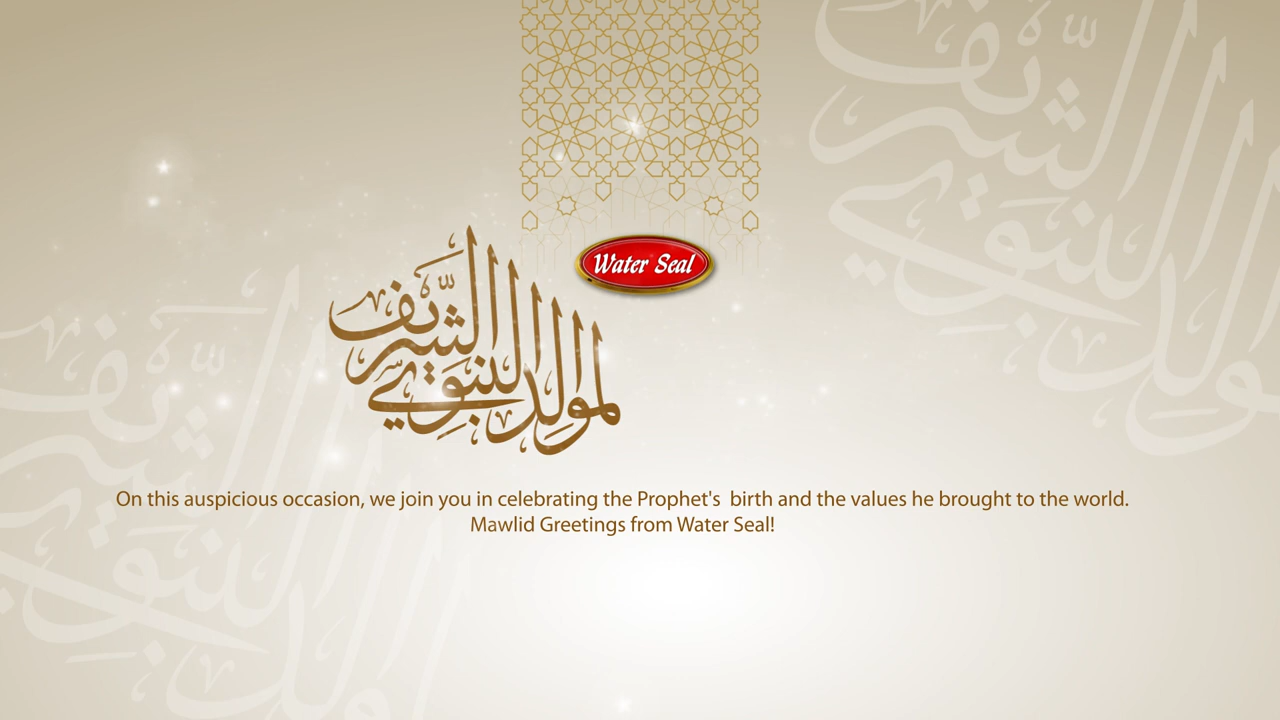 Water Seal
المولد النبوي الشريف
On this auspicious occasion, we join you in celebrating the Prophet's  birth and the values he brought to the world.
Mawlid Greetings from Water Seal!